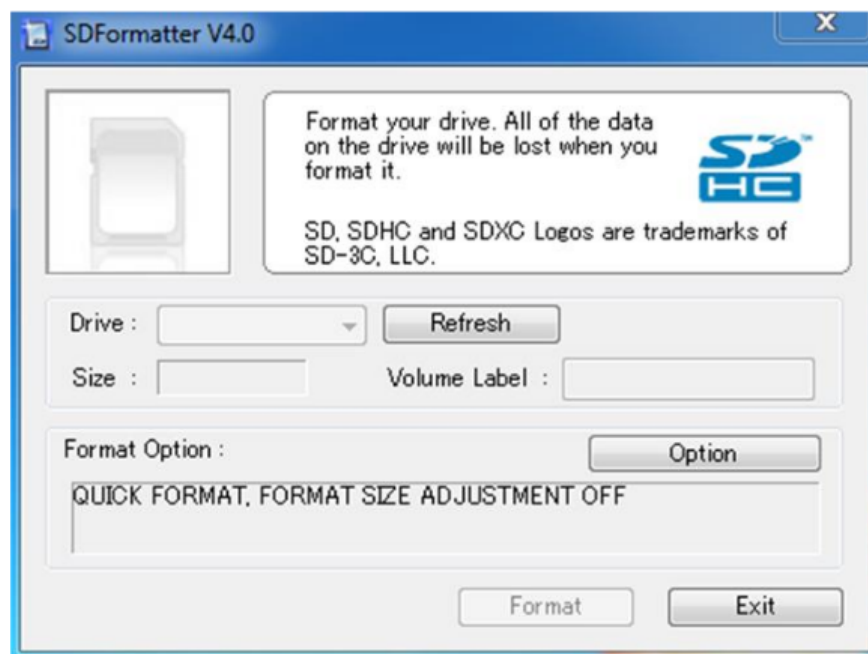 SDFormatter V4.0
Format your drive. All of the data
on the drive will be lost when you
format it.
SD, SDHC and SDXC Logos are trademarks of
SD-3C, LLC.
SD™
HC
Drive :
Refresh
Size :
Volume Label :
Format Option :
Option
QUICK FORMAT, FORMAT SIZE ADJUSTMENT OFF
Format
Exit